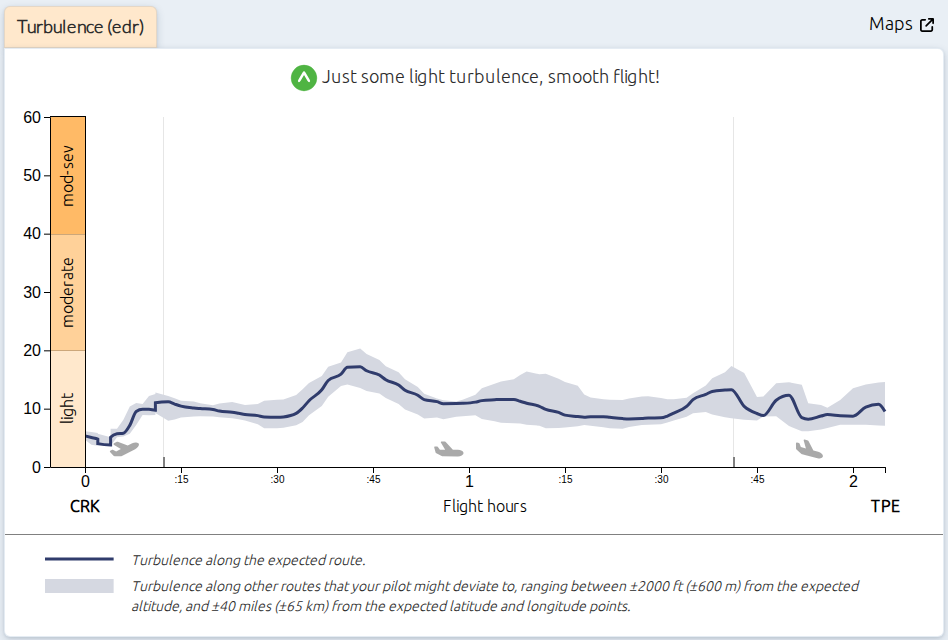 Turbulence (edr)
Maps
Just some light turbulence, smooth flight!
60
50
40
30
20
10
0
mod-sev
moderate
light
0 :15 :30 :45 1 :15 :30 :45 2
CRK Flight hours TPE
Turbulence along the expected route.
Turbulence along other routes that your pilot might deviate to, ranging between ±2000 ft (±600 m) from the expected
altitude, and ±40 miles (±65 km) from the expected latitude and longitude points.